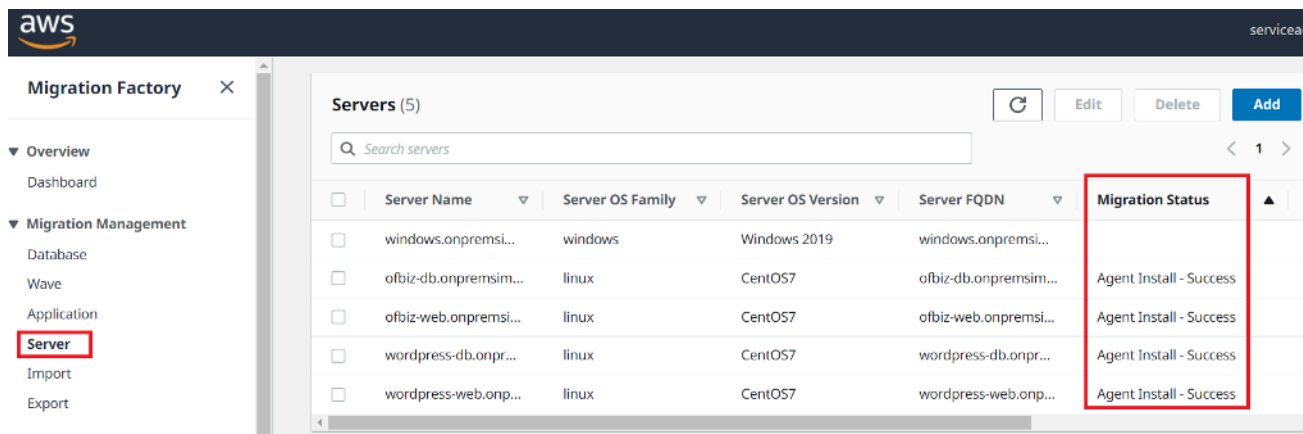 aws
servicea
Migration Factory
Overview
Dashboard
Migration Management
Database
Wave
Application
Server
Import
Export
Servers (5)
Edit Delete Add
Search servers
1
Server Name Server OS Family Server OS Version Server FQDN Migration Status
windows.onpremsi... windows Windows 2019 windows.onpremsi...
ofbiz-db.onpremsim... linux CentOS7 ofbiz-db.onpremsim... Agent Install - Success
ofbiz-web.onpremsi... linux CentOS7 ofbiz-web.onpremsi... Agent Install - Success
wordpress-db.onpr... linux CentOS7 wordpress-db.onpr... Agent Install - Success
wordpress-web.onp... linux CentOS7 wordpress-web.onp... Agent Install - Success